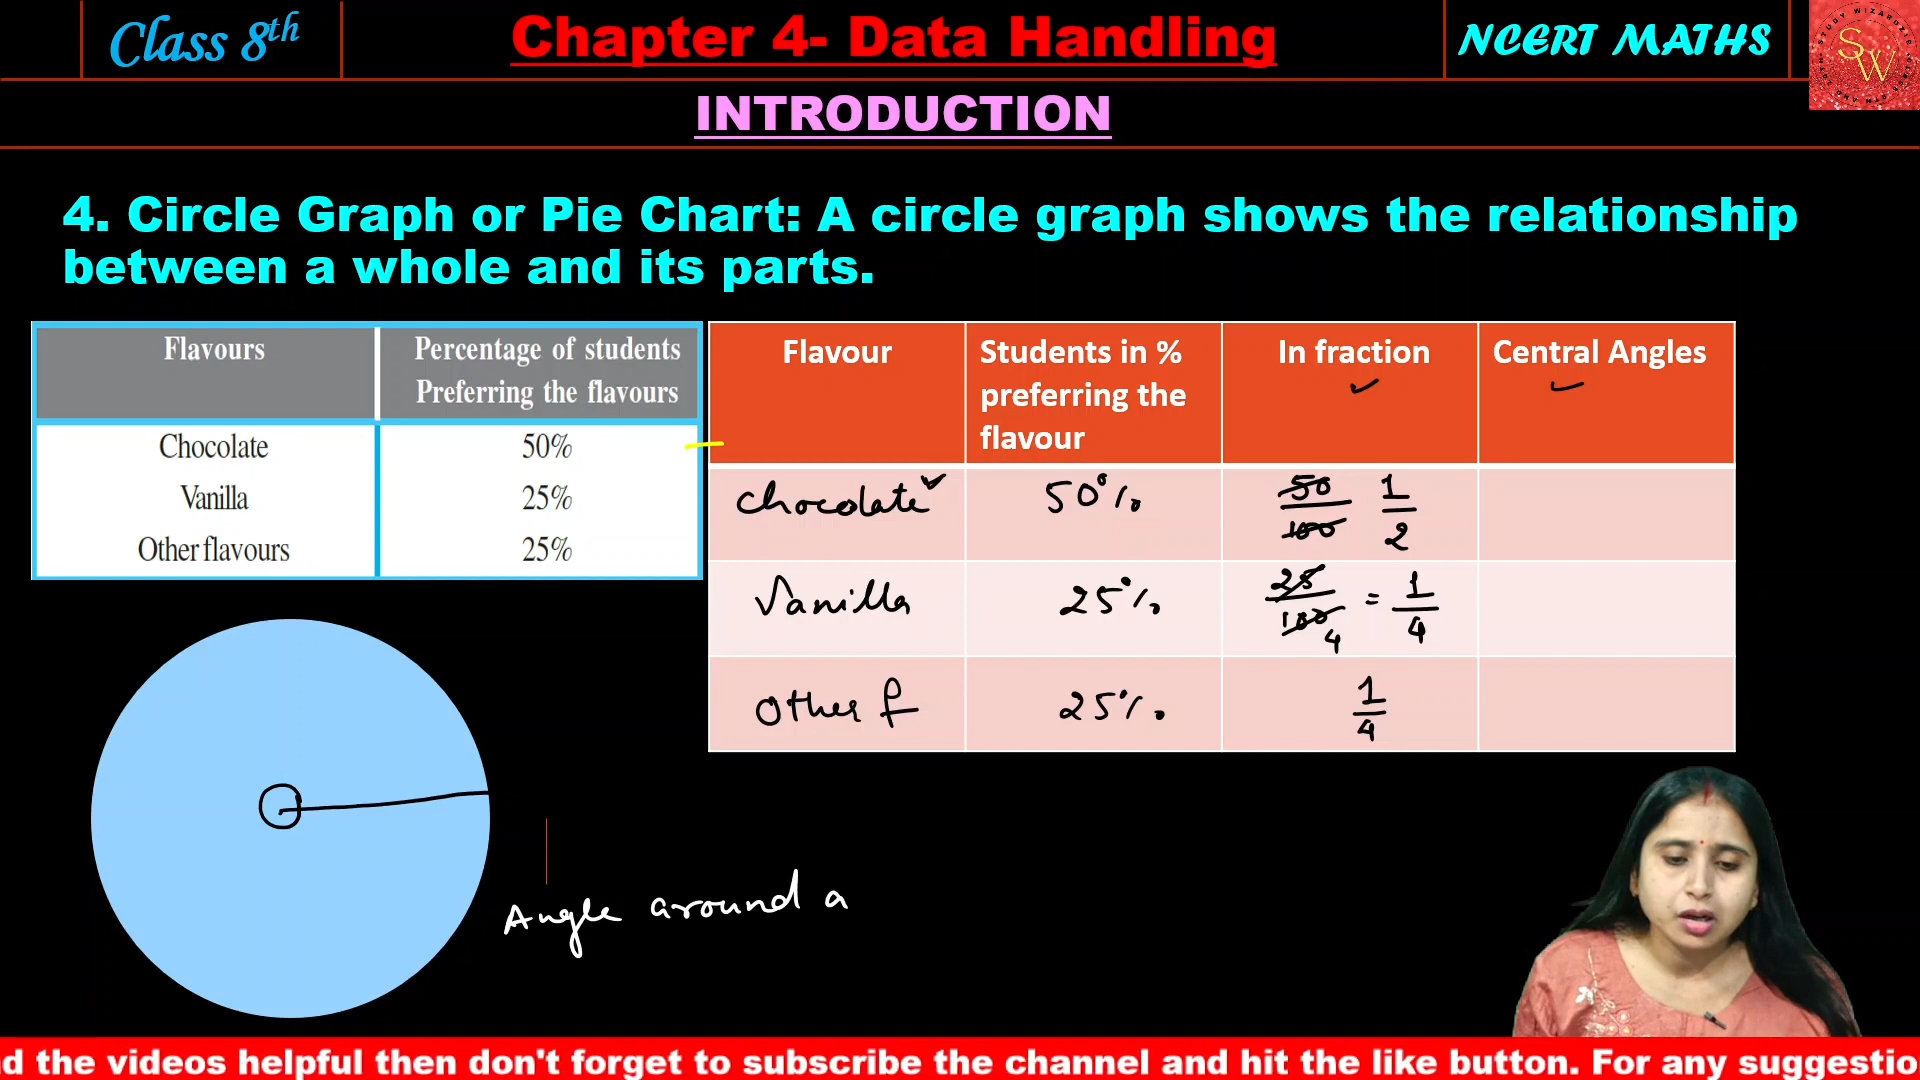 Class 8th
Chapter 4- Data Handling
NCERT MATHS
SW
INTRODUCTION
4. Circle Graph or Pie Chart: A circle graph shows the relationship
between a whole and its parts.
Flavours
Percentage of students
Preferring the flavours
Chocolate 50%
Vanilla 25%
Other flavours 25%
Flavour
Students in %
preferring the
flavour
In fraction
Central Angles
Chocolate 50% 50/100 1/2
Vanilla 25% 25/100 4 = 1/4
Other f 25% 1/4
Angle around a
d the videos helpful then don't forget to subscribe the channel and hit the like button. For any suggestio